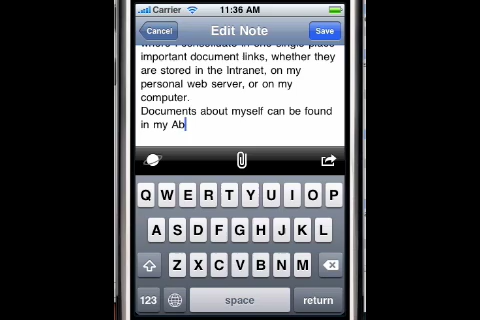 Carrier 11:36 AM
Cancel Edit Note Save
where I consolidate in one single place
important document links, whether they
are stored in the Intranet, on my
personal web server, or on my
computer.
Documents about myself can be found
in my Ab
Q W E R T Y U I O P
A S D F G H J K L
Z X C V B N M
123 space return